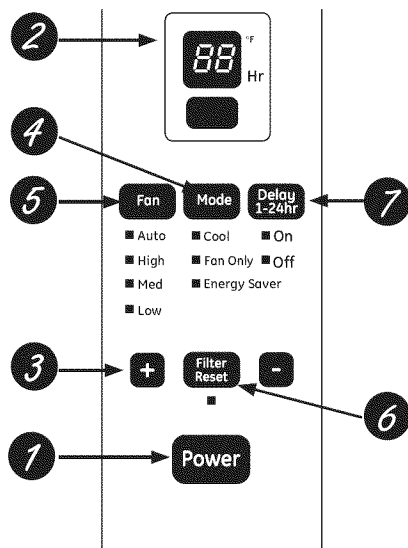 2
88 °F
Hr
4
5 Fan Mode Delay 1-24hr 7
Auto Cool On
High Fan Only Off
Med Energy Saver
Low
3 + Filter Reset -
6
1 Power